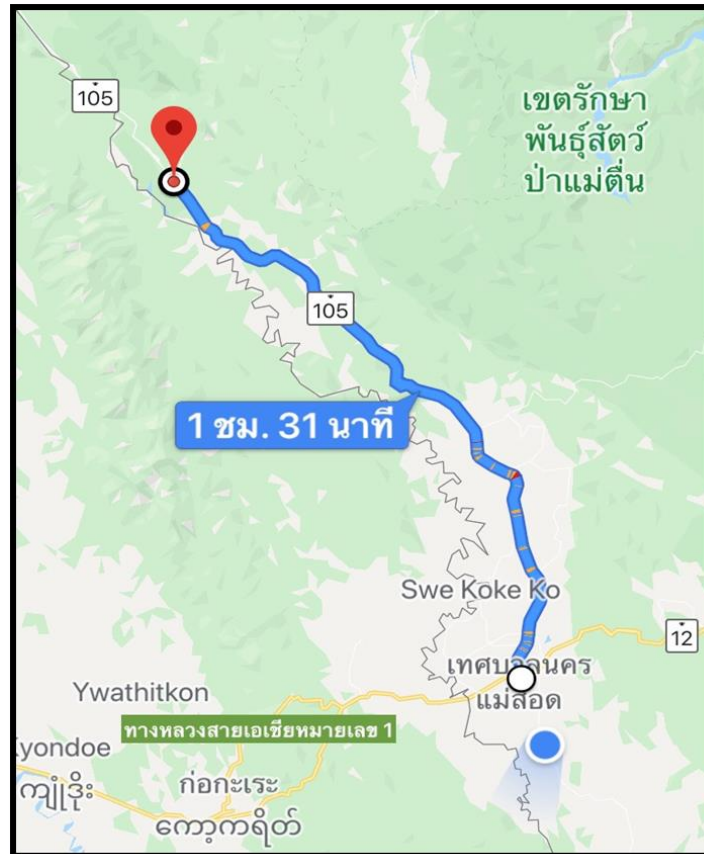 105
เขตรักษา
พันธุ์สัตว์
ป่าแม่ตื่น
105
1 ชม. 31 นาที
Swe Koke Ko
12
เทศบาลนคร
แม่สอด
Ywathitkon
ทางหลวงสายเอเชียหมายเลข 1
Kyondoe
ကျုံဒိုး
ก่อกะเระ
ကော့ကရိတ်